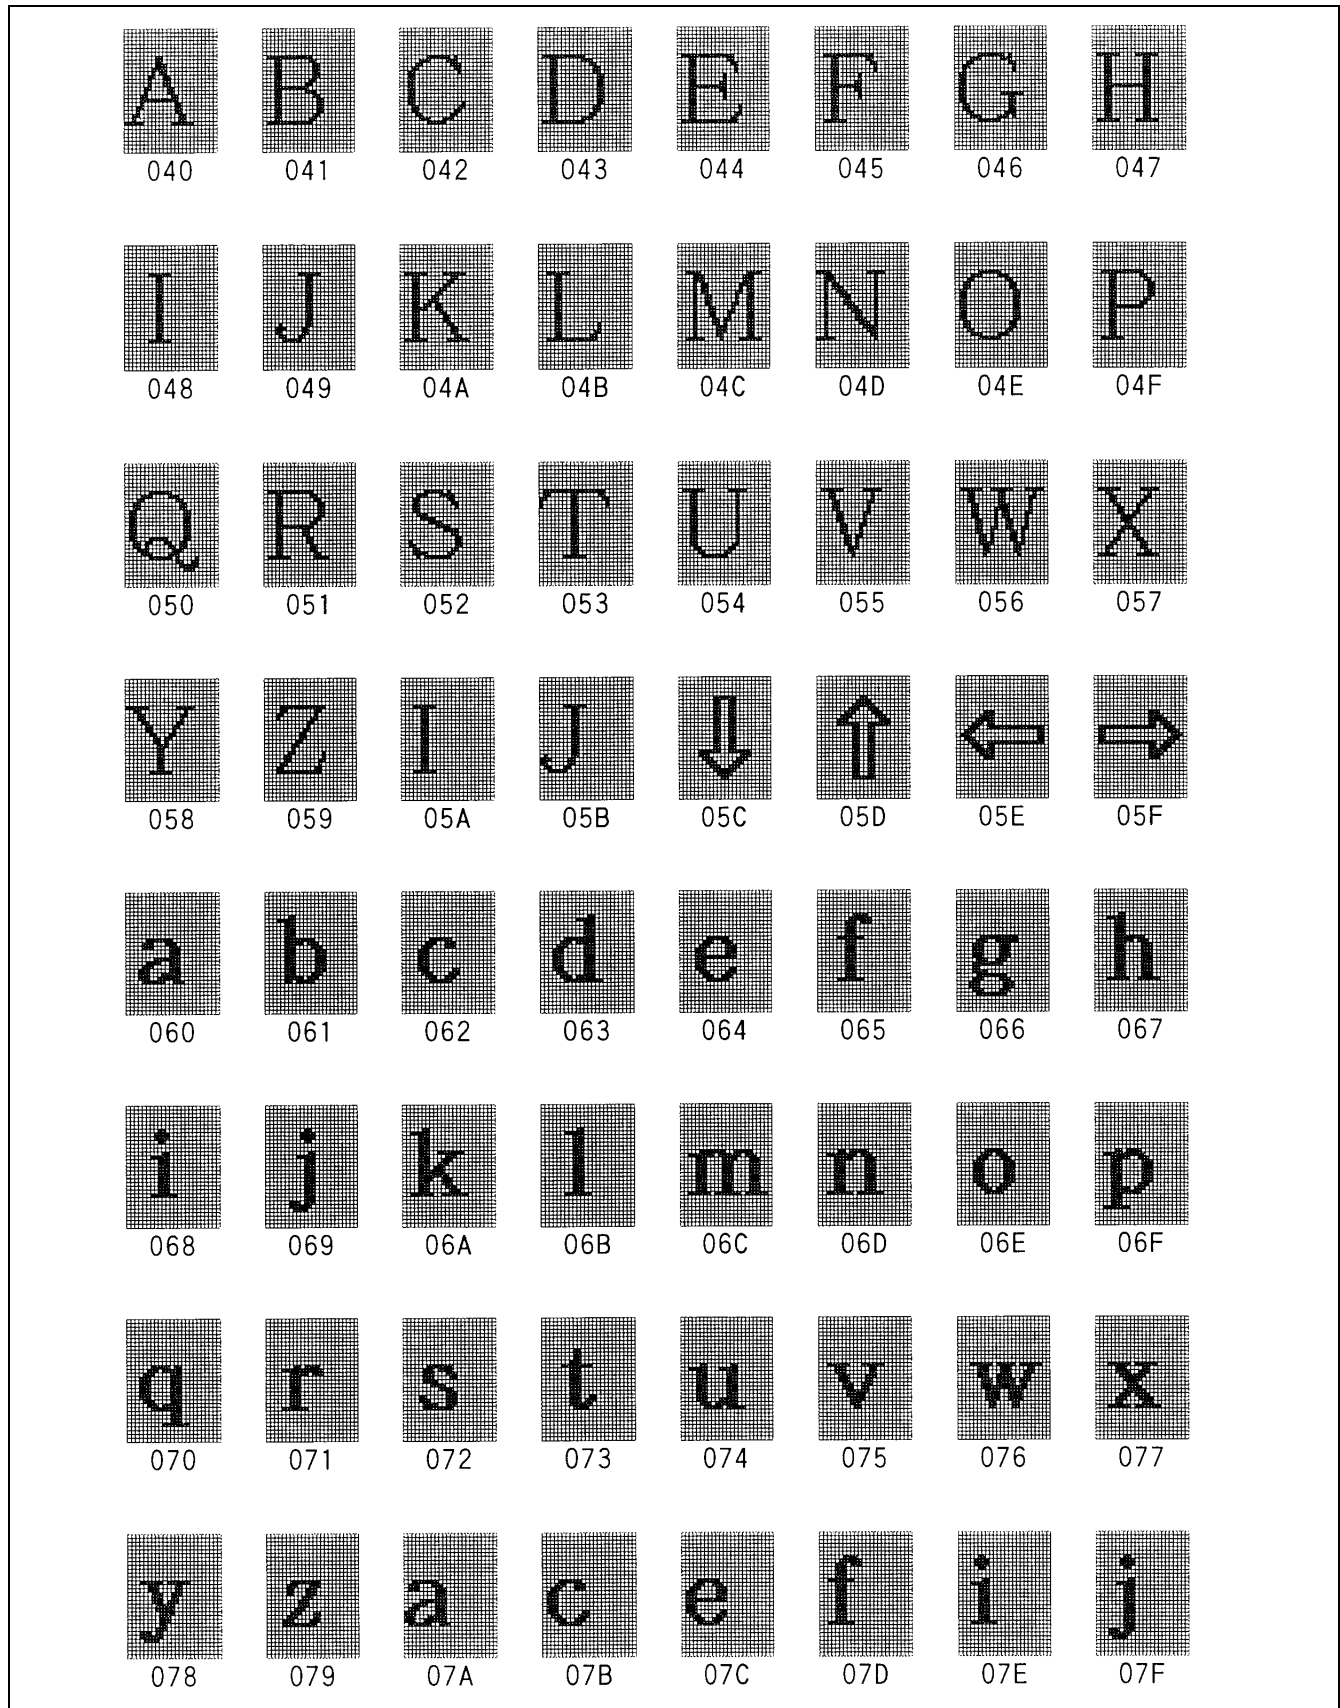 A B C D E F G H
040 041 042 043 044 045 046 047
I J K L M N O P
048 049 04A 04B 04C 04D 04E 04F
Q R S T U V W X
050 051 052 053 054 055 056 057
Y Z I J ⇩ ⇧ ⇦ ⇨
058 059 05A 05B 05C 05D 05E 05F
a b c d e f g h
060 061 062 063 064 065 066 067
i j k l m n o p
068 069 06A 06B 06C 06D 06E 06F
q r s t u v w x
070 071 072 073 074 075 076 077
y z a c e f i j
078 079 07A 07B 07C 07D 07E 07F